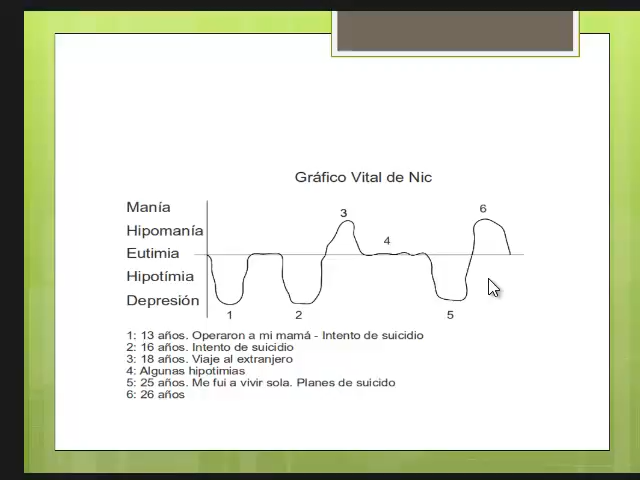 Gráfico Vital de Nic
Manía
Hipomanía
Eutimia
Hipotímia
Depresión
3
4
6
1
2
5
1: 13 años. Operaron a mi mamá - Intento de suicidio
2: 16 años. Intento de suicidio
3: 18 años. Viaje al extranjero
4: Algunas hipotimias
5: 25 años. Me fui a vivir sola. Planes de suicido
6: 26 años